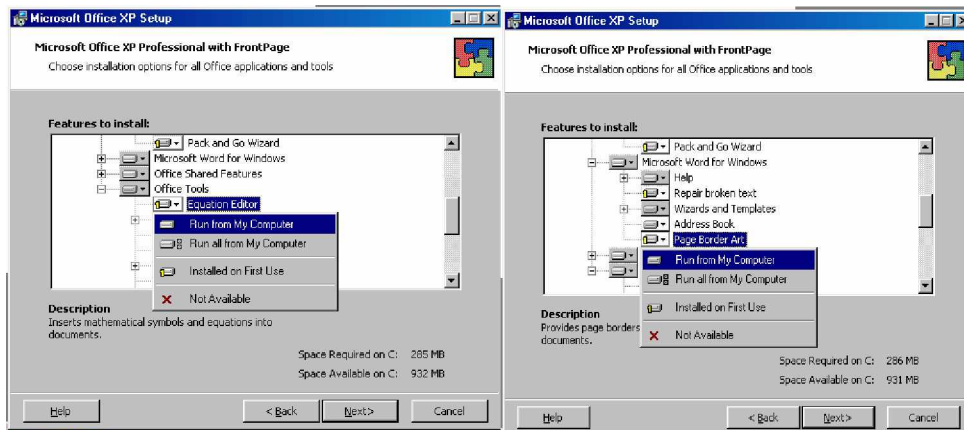 Microsoft Office XP Setup
Microsoft Office XP Professional with FrontPage
Choose installation options for all Office applications and tools
Features to install:
Pack and Go Wizard
Microsoft Word for Windows
Office Shared Features
Office Tools
Equation Editor
Run from My Computer
Run all from My Computer
Installed on First Use
Not Available
Description
Inserts mathematical symbols and equations into
documents.
Space Required on C: 285 MB
Space Available on C: 932 MB
Help
< Back
Next >
Cancel
Microsoft Office XP Setup
Microsoft Office XP Professional with FrontPage
Choose installation options for all Office applications and tools
Features to install:
Pack and Go Wizard
Microsoft Word for Windows
Help
Repair broken text
Wizards and Templates
Address Book
Page Border Art
Run from My Computer
Run all from My Computer
Installed on First Use
Not Available
Description
Provides page borders
documents.
Space Required on C: 286 MB
Space Available on C: 931 MB
Help
< Back
Next >
Cancel